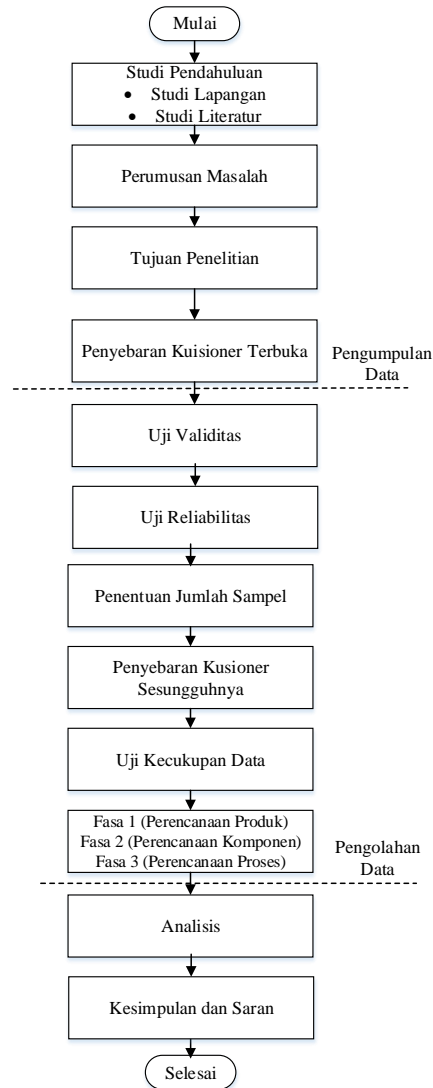 Mulai
Studi Pendahuluan
• Studi Lapangan
• Studi Literatur
Perumusan Masalah
Tujuan Penelitian
Penyebaran Kuisioner Terbuka
Pengumpulan
Data
Uji Validitas
Uji Reliabilitas
Penentuan Jumlah Sampel
Penyebaran Kusioner
Sesungguhnya
Uji Kecukupan Data
Fasa 1 (Perencanaan Produk)
Fasa 2 (Perencanaan Komponen)
Fasa 3 (Perencanaan Proses)
Pengolahan
Data
Analisis
Kesimpulan dan Saran
Selesai